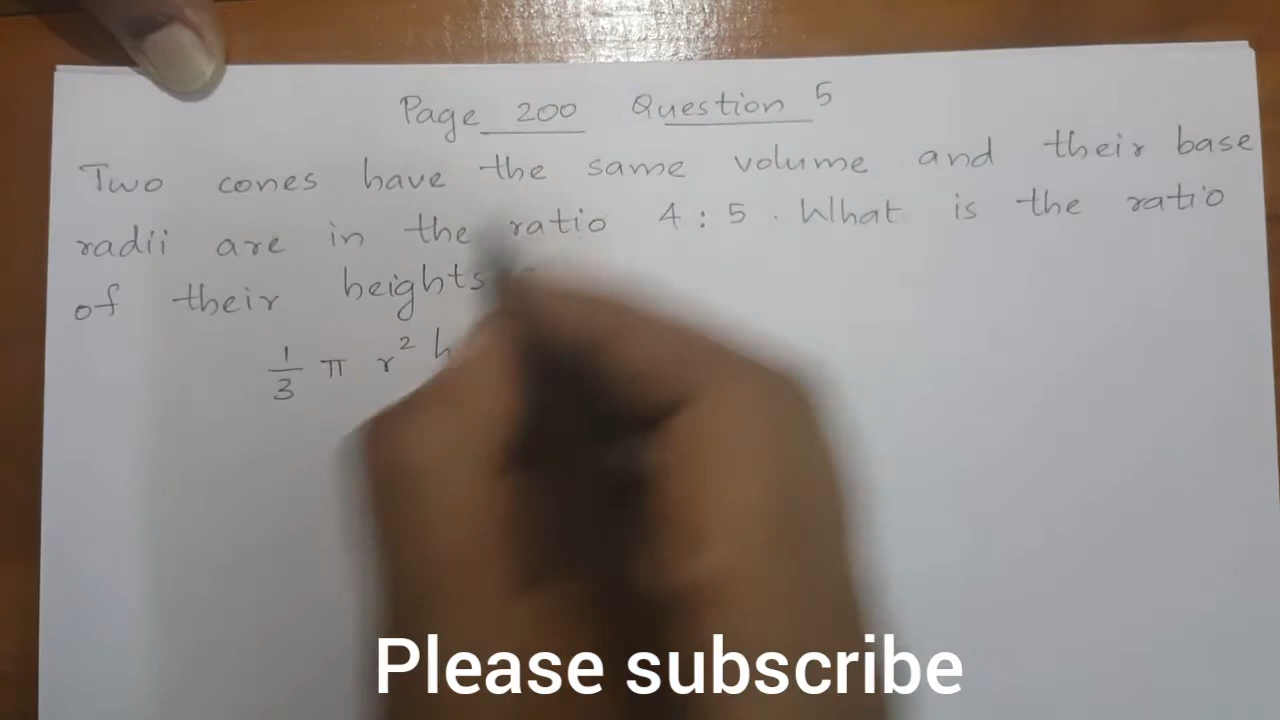 Page 200 Question 5
Two cones have the same volume and their base
radii are in the ratio 4 : 5 . What is the ratio
of their heights
1/3 π r² h
Please subscribe